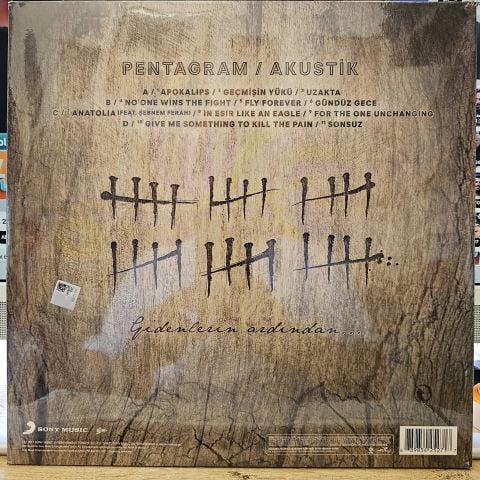 PENTAGRAM / AKUSTİK
A / ¹ APOKALIPS / ² GEÇMİŞİN YÜKÜ / ³ UZAKTA
B / ⁴ NO'ONE WINS THE FIGHT / ⁵ FLY FOREVER / ⁶ GÜNDÜZ GECE
C / ⁷ ANATOLIA (FEAT. ŞEBNEM FERAH) / ⁸ IN ESIR LIKE AN EAGLE / ⁹ FOR THE ONE UNCHANGING
D / ¹⁰ GIVE ME SOMETHING TO KILL THE PAIN / ¹¹ SONSUZ
Gidenlerin ardından...
SONY MUSIC